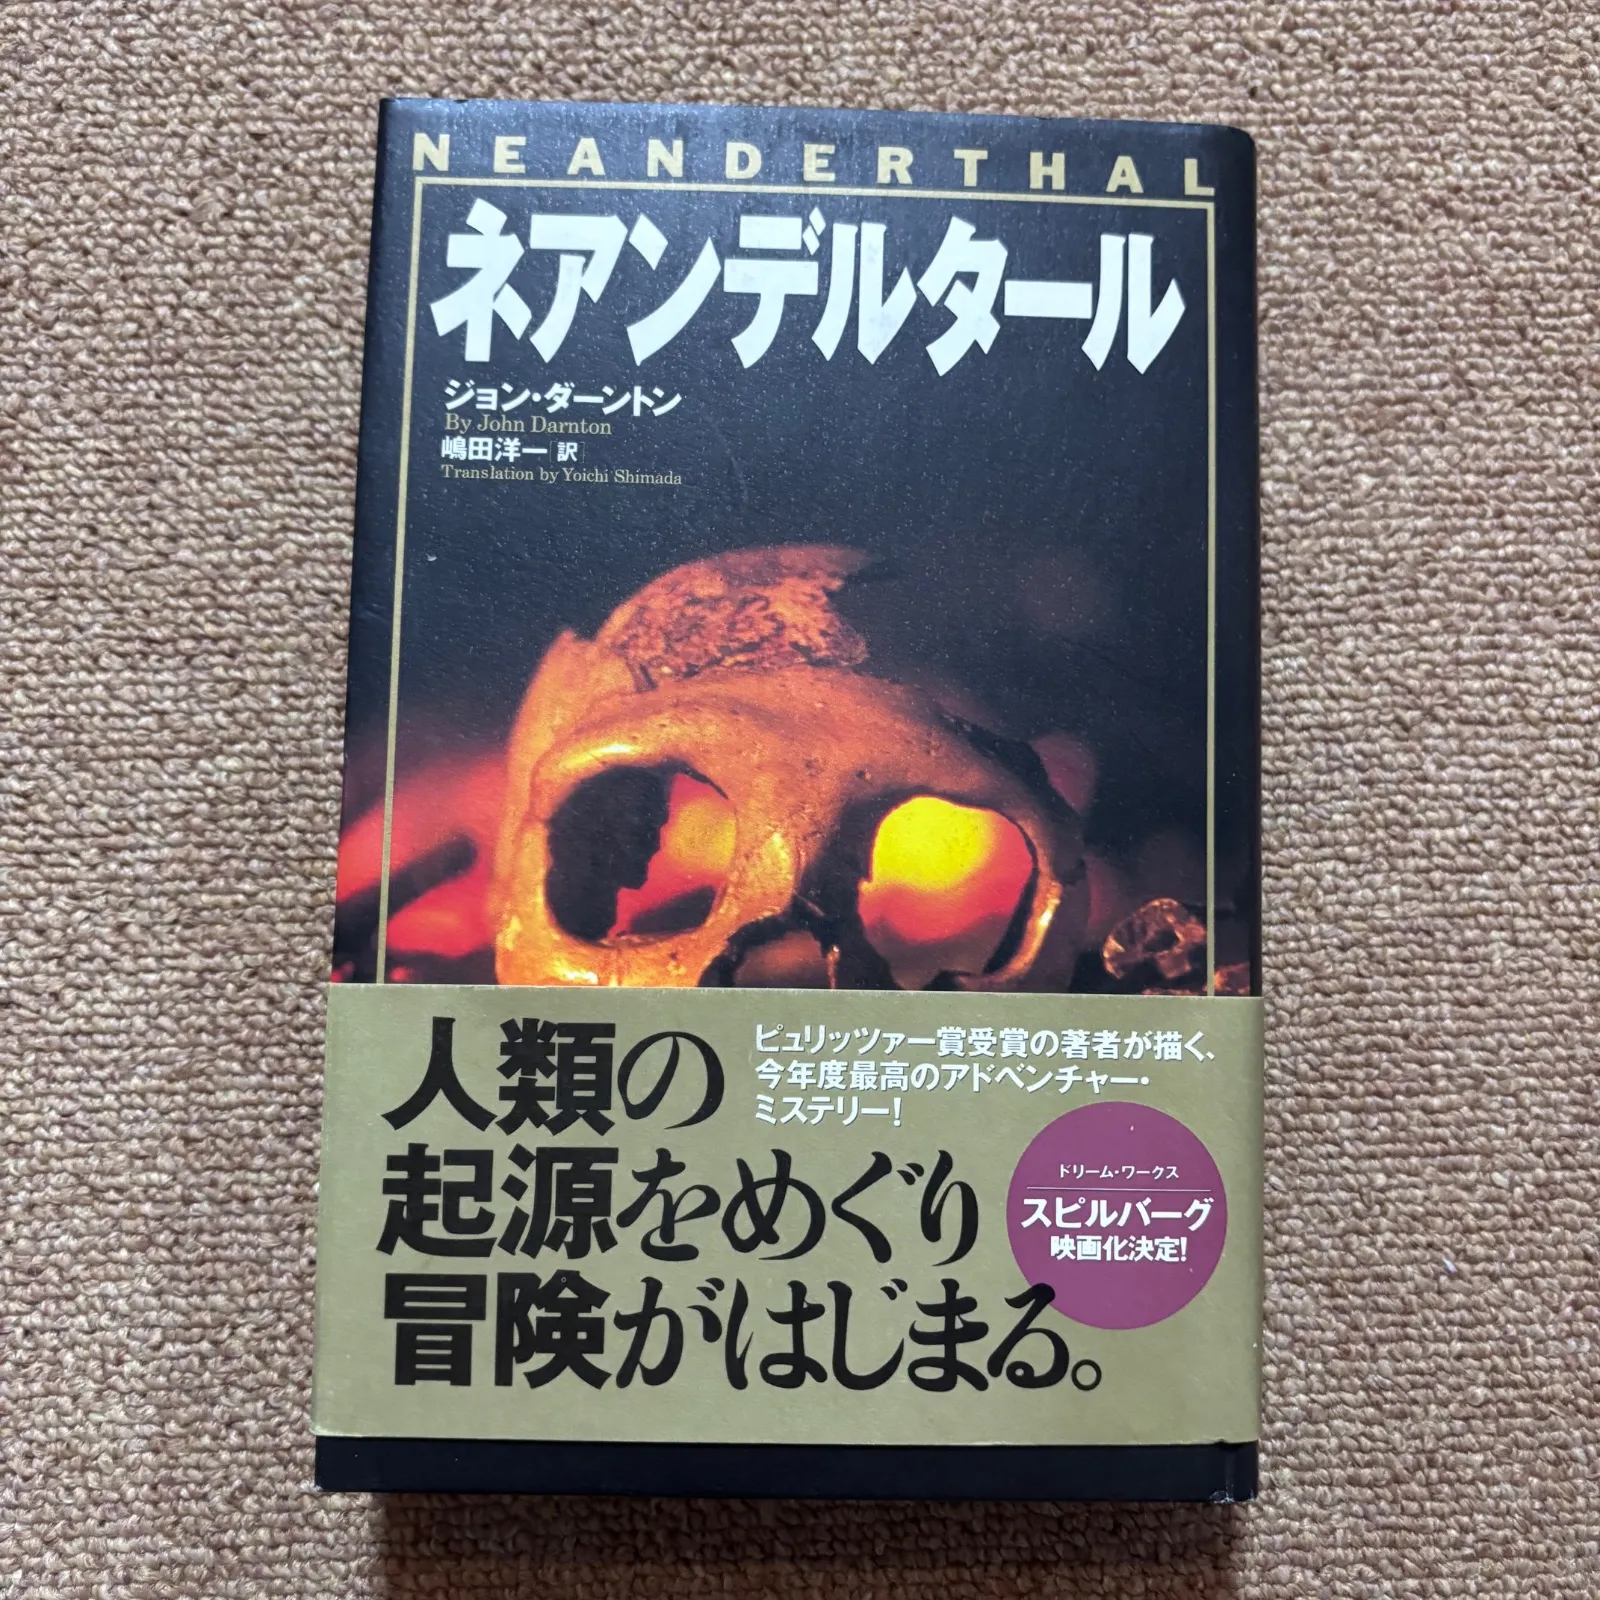 NEANDERTHAL
ネアンデルタール
ジョン・ダーントン
By John Darnton
嶋田洋一[訳]
Translation by Yoichi Shimada
人類の
起源をめぐり
冒険がはじまる。
ピュリッツァー賞受賞の著者が描く、
今年度最高のアドベンチャー・
ミステリー!
ドリーム・ワークス
スピルバーグ
映画化決定!